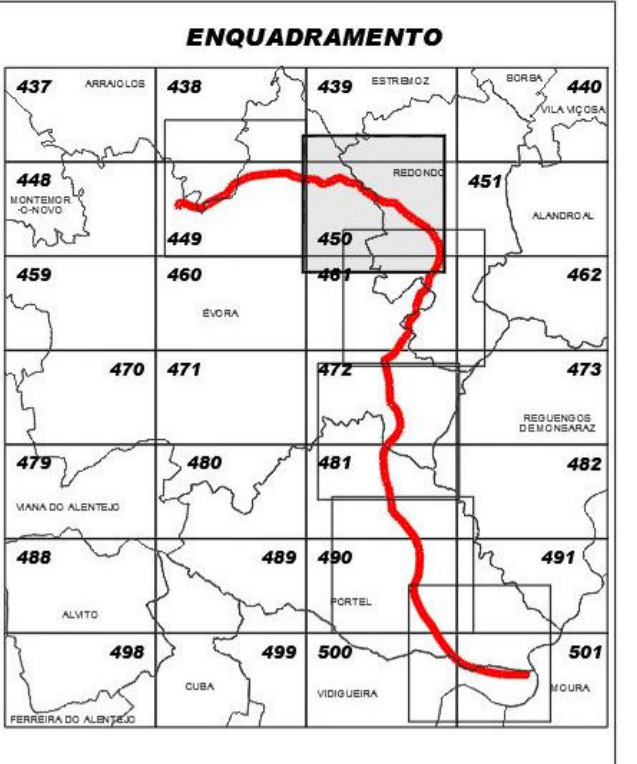 ENQUADRAMENTO
437 ARRAIOLOS 438 439 ESTREMOZ BORBA 440
VILA VIÇOSA
448 REDONDO 451
MONTEMOR
-O-NOVO
ALANDROAL
449 450
459 460 461 462
ÉVORA
470 471 472 473
REGUENGOS
DE MONSARAZ
479 480 481 482
VIANA DO ALENTEJO
488 489 490 491
PORTEL
ALVITO
498 499 500 501
CUBA VIDIGUEIRA MOURA
FERREIRA DO ALENTEJO